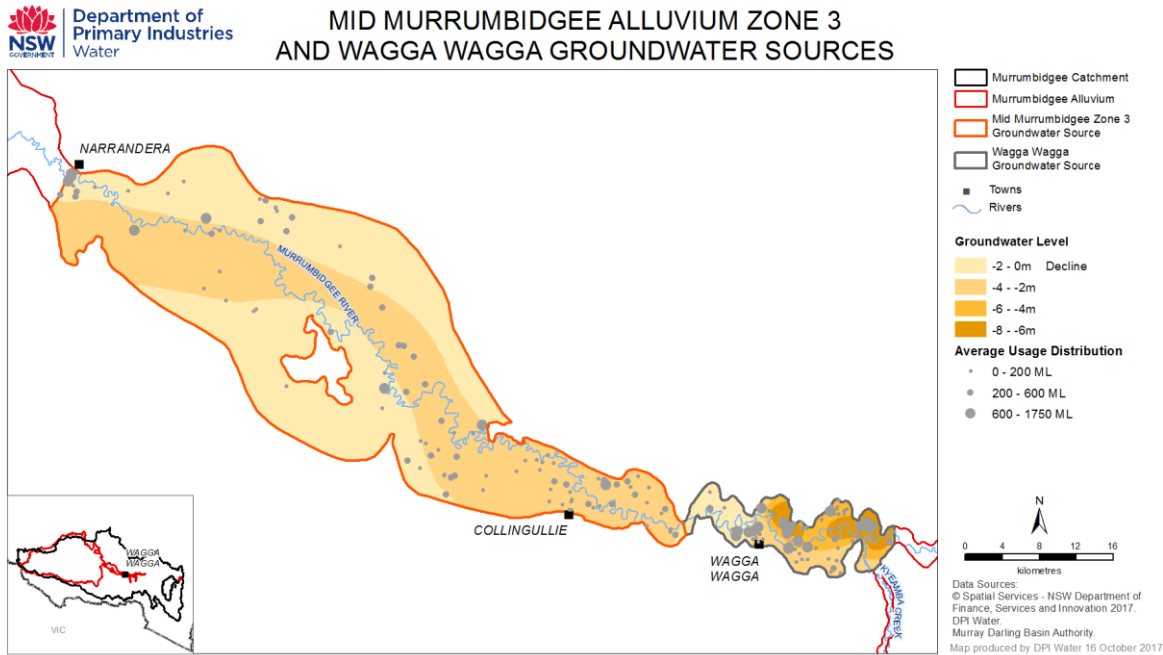 NSW
GOVERNMENT
Department of
Primary Industries
Water
MID MURRUMBIDGEE ALLUVIUM ZONE 3
AND WAGGA WAGGA GROUNDWATER SOURCES
NARRANDERA
MURRUMBIDGEE RIVER
COLLINGULLIE
WAGGA
WAGGA
KYEAMBA CREEK
WAGGA
WAGGA
VIC
Murrumbidgee Catchment
Murrumbidgee Alluvium
Mid Murrumbidgee Zone 3
Groundwater Source
Wagga Wagga
Groundwater Source
Towns
Rivers
Groundwater Level
-2 - 0m Decline
-4 - -2m
-6 - -4m
-8 - -6m
Average Usage Distribution
0 - 200 ML
200 - 600 ML
600 - 1750 ML
N
0 4 8 12 16
kilometres
Data Sources:
© Spatial Services - NSW Department of
Finance, Services and Innovation 2017.
DPI Water.
Murray Darling Basin Authority.
Map produced by DPI Water 16 October 2017